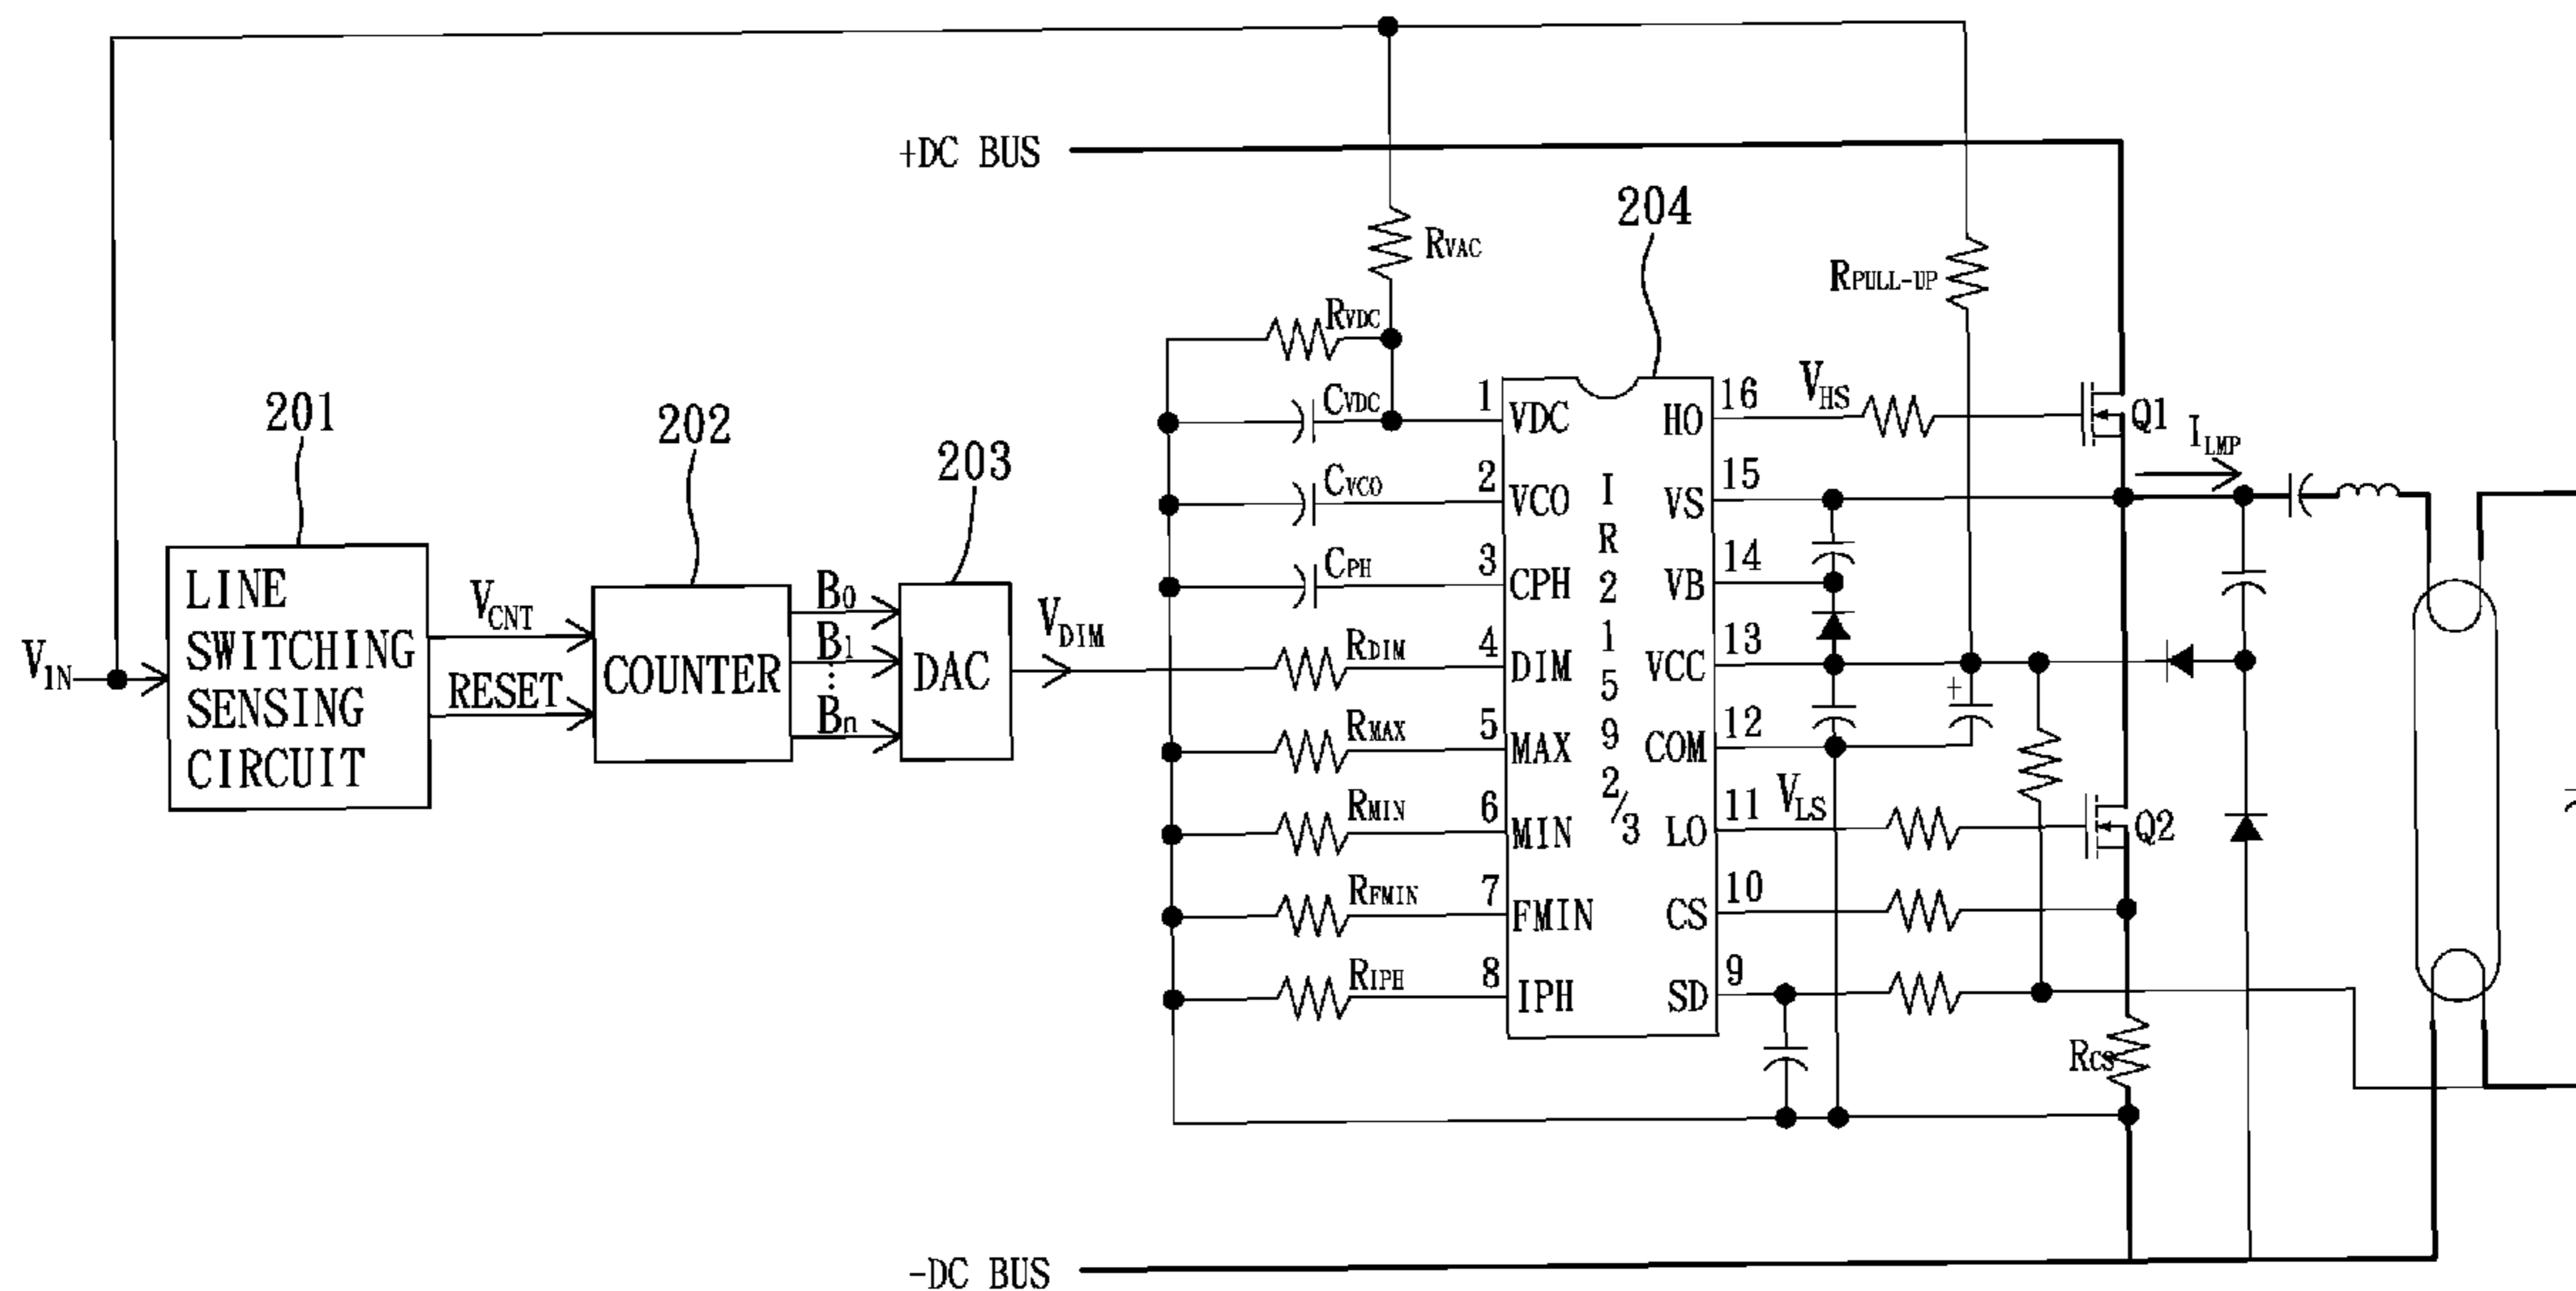 +DC BUS
204
RVAC
RPULL-UP
RVDC
201
202
203
CVDC
1
VDC
HO
16
VHS
Q1
ILMP
CVCO
2
VCO
VS
15
CPH
3
CPH
VB
14
IR21592/3
LINE
SWITCHING
SENSING
CIRCUIT
VIN
VCNT
RESET
COUNTER
B0
B1
⋮
Bn
DAC
VDIM
RDIM
4
DIM
VCC
13
+
RMAX
5
MAX
COM
12
RMIN
6
MIN
LO
11
VLS
Q2
RFMIN
7
FMIN
CS
10
RIPH
8
IPH
SD
9
RCS
-DC BUS